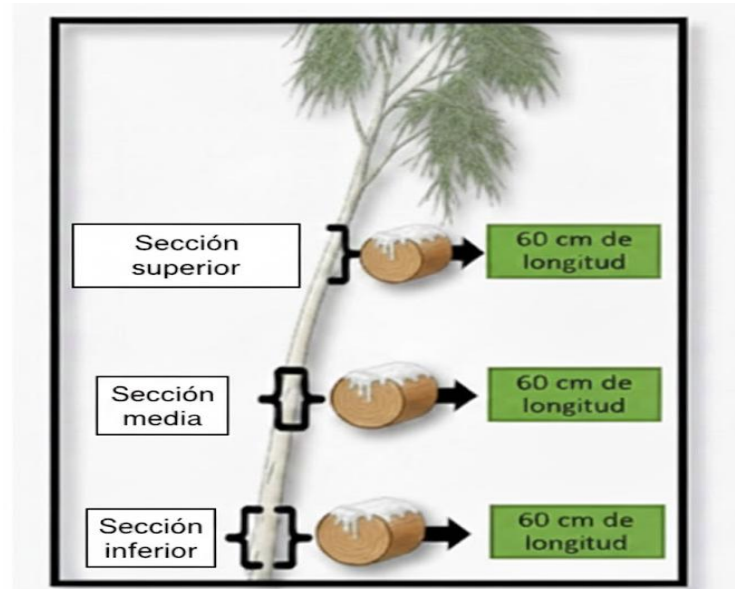 Sección
superior
60 cm de
longitud
Sección
media
60 cm de
longitud
Sección
inferior
60 cm de
longitud